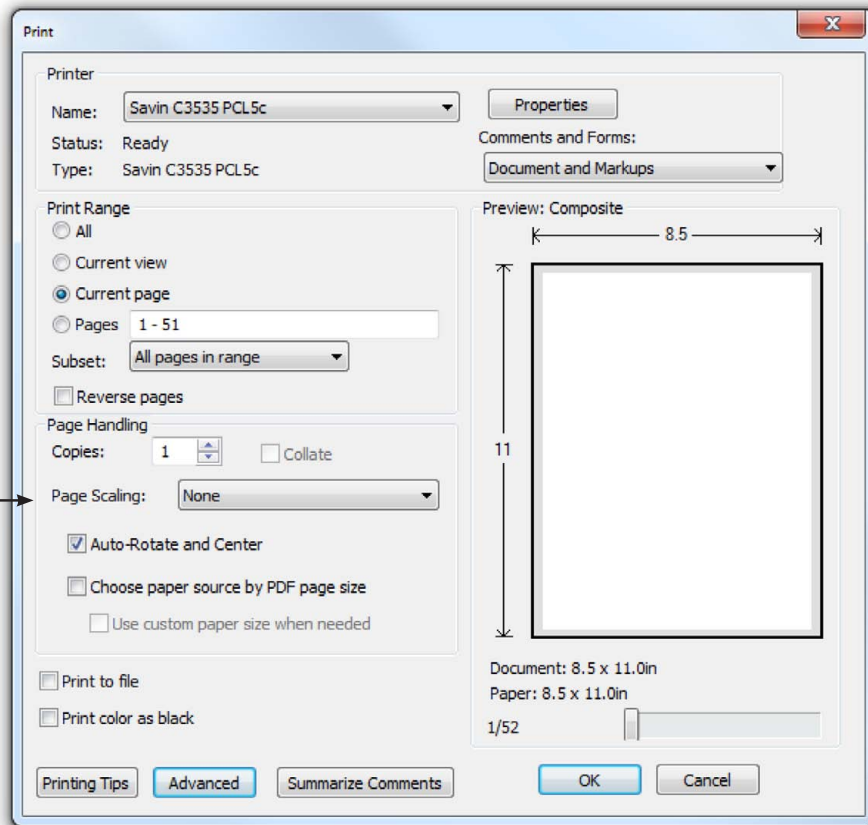 Print
Printer
Name: Savin C3535 PCL5c Properties
Status: Ready Comments and Forms:
Type: Savin C3535 PCL5c Document and Markups
Print Range
All
Current view
Current page
Pages 1 - 51
Subset: All pages in range
Reverse pages
Page Handling
Copies: 1 Collate
Page Scaling: None
Auto-Rotate and Center
Choose paper source by PDF page size
Use custom paper size when needed
Print to file
Print color as black
Preview: Composite
8.5
11
Document: 8.5 x 11.0in
Paper: 8.5 x 11.0in
1/52
Printing Tips Advanced Summarize Comments OK Cancel